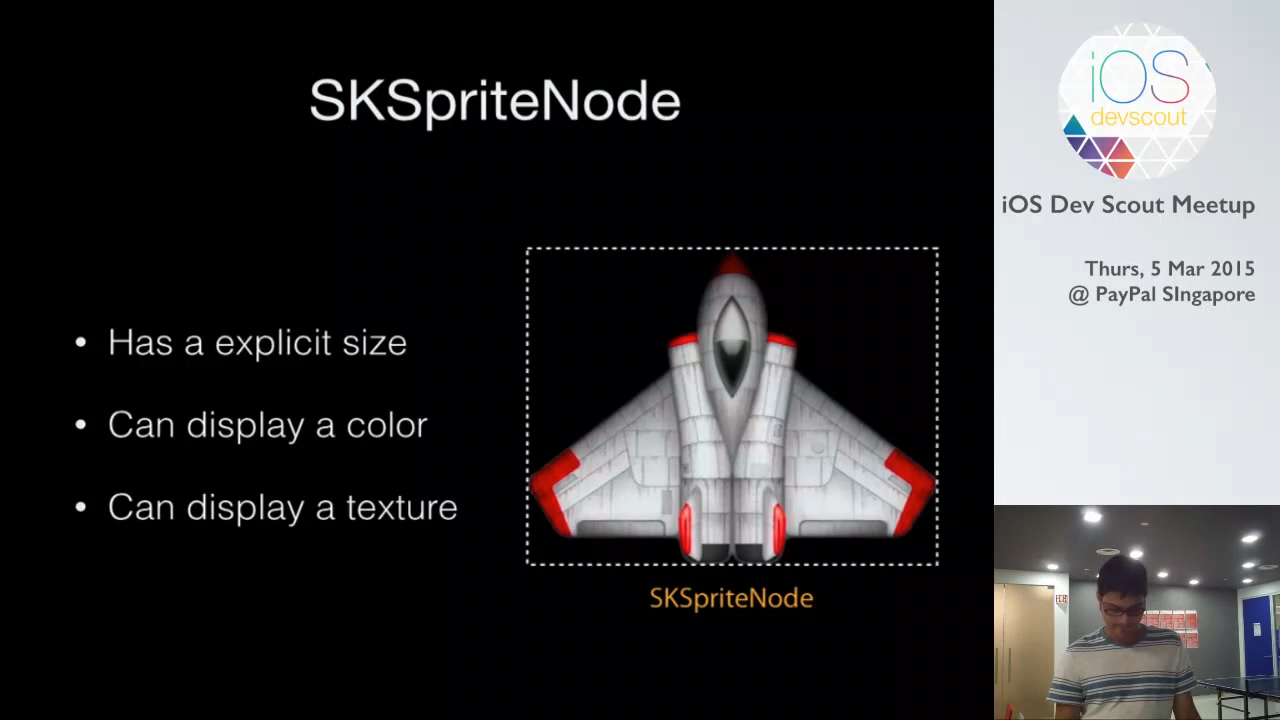 SKSpriteNode
• Has a explicit size
• Can display a color
• Can display a texture
SKSpriteNode
iOS
devscout
iOS Dev Scout Meetup
Thurs, 5 Mar 2015
@ PayPal SIngapore